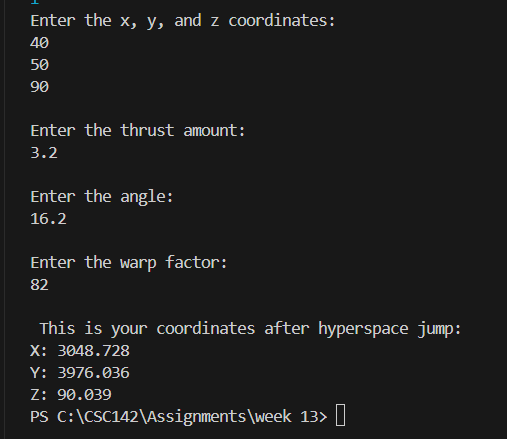 Enter the x, y, and z coordinates:
40
50
90
Enter the thrust amount:
3.2
Enter the angle:
16.2
Enter the warp factor:
82
This is your coordinates after hyperspace jump:
X: 3048.728
Y: 3976.036
Z: 90.039
PS C:\CSC142\Assignments\week 13>